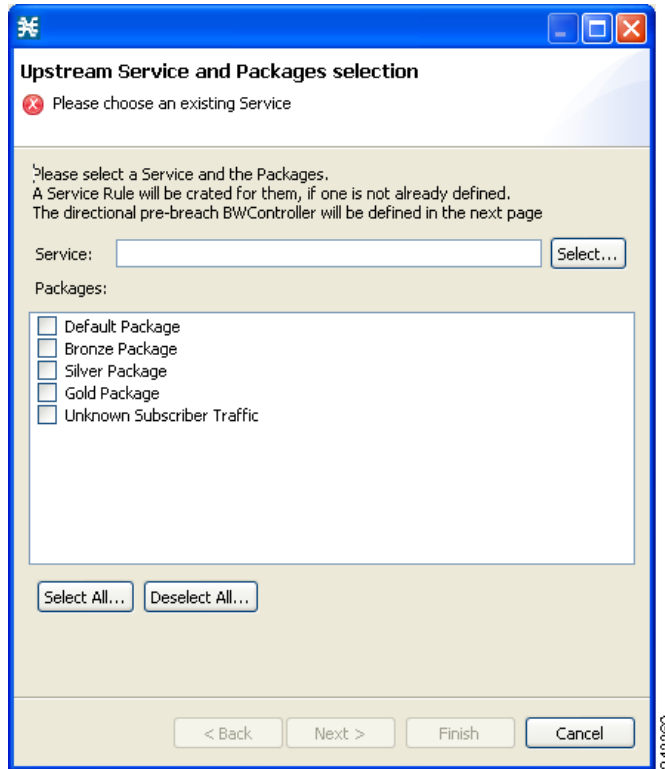 Upstream Service and Packages selection
Please choose an existing Service
Please select a Service and the Packages.
A Service Rule will be crated for them, if one is not already defined.
The directional pre-breach BWController will be defined in the next page
Service:
Select...
Packages:
Default Package
Bronze Package
Silver Package
Gold Package
Unknown Subscriber Traffic
Select All...
Deselect All...
< Back
Next >
Finish
Cancel